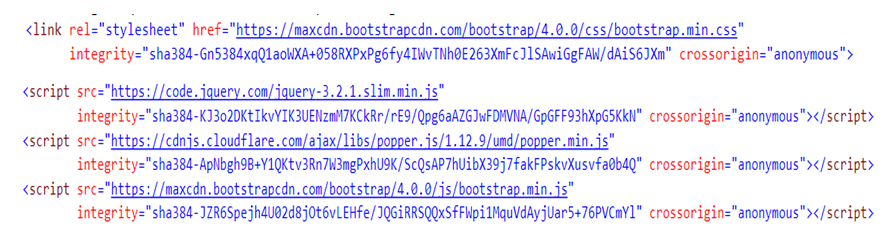 <link rel="stylesheet" href="https://maxcdn.bootstrapcdn.com/bootstrap/4.0.0/css/bootstrap.min.css"
integrity="sha384-Gn5384xqQ1aoWXA+058RXPxPg6fy4IWvTNh0E263XmFcJlSAwiGgFAW/dAiS6JXm" crossorigin="anonymous">
<script src="https://code.jquery.com/jquery-3.2.1.slim.min.js"
integrity="sha384-KJ3o2DKtIkvYIK3UENzmM7KCkRr/rE9/Qpg6aAZGJwFDMVNA/GpGFF93hXpG5KkN" crossorigin="anonymous"></script>
<script src="https://cdnjs.cloudflare.com/ajax/libs/popper.js/1.12.9/umd/popper.min.js"
integrity="sha384-ApNbgh9B+Y1QKtv3Rn7W3mgPxhU9K/ScQsAP7hUibX39j7fakFPskvXusvfa0b4Q" crossorigin="anonymous"></script>
<script src="https://maxcdn.bootstrapcdn.com/bootstrap/4.0.0/js/bootstrap.min.js"
integrity="sha384-JZR6Spejh4U02d8jOt6vLEHfe/JQGiRRSQQxSfFWpi1MquVdAyjUar5+76PVCmYl" crossorigin="anonymous"></script>